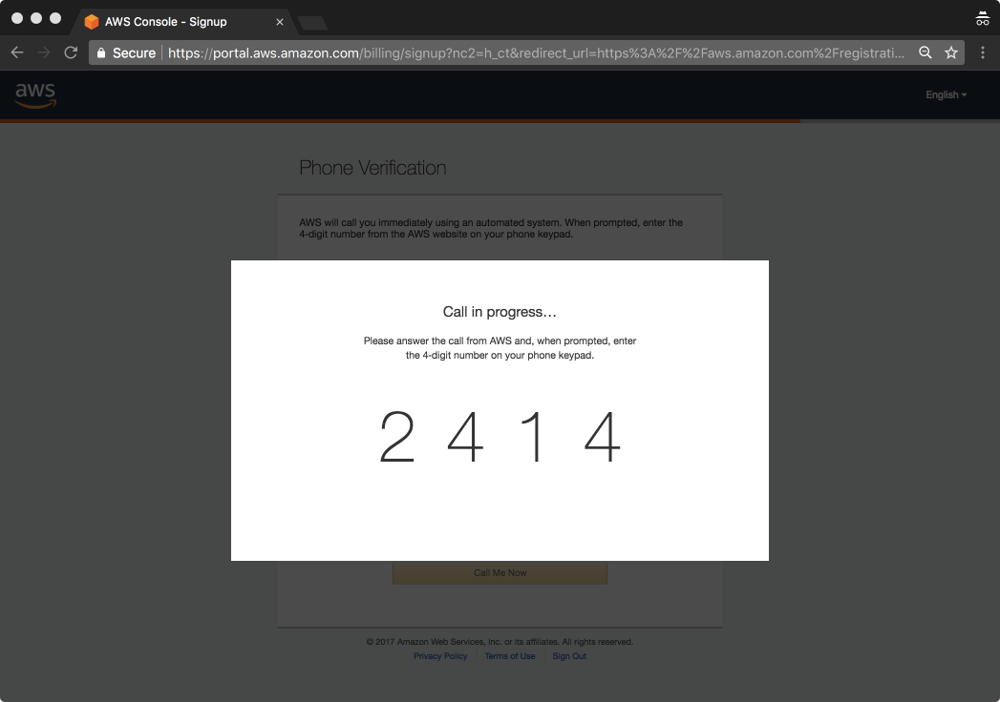 AWS Console - Signup
Secure
https://portal.aws.amazon.com/billing/signup?nc2=h_ct&redirect_url=https%3A%2F%2Faws.amazon.com%2Fregistrati...
aws
English
Phone Verification
AWS will call you immediately using an automated system. When prompted, enter the
4-digit number from the AWS website on your phone keypad.
Call in progress…
Please answer the call from AWS and, when prompted, enter
the 4-digit number on your phone keypad.
2 4 1 4
Call Me Now
© 2017 Amazon Web Services, Inc. or its affiliates. All rights reserved.
Privacy Policy Terms of Use Sign Out